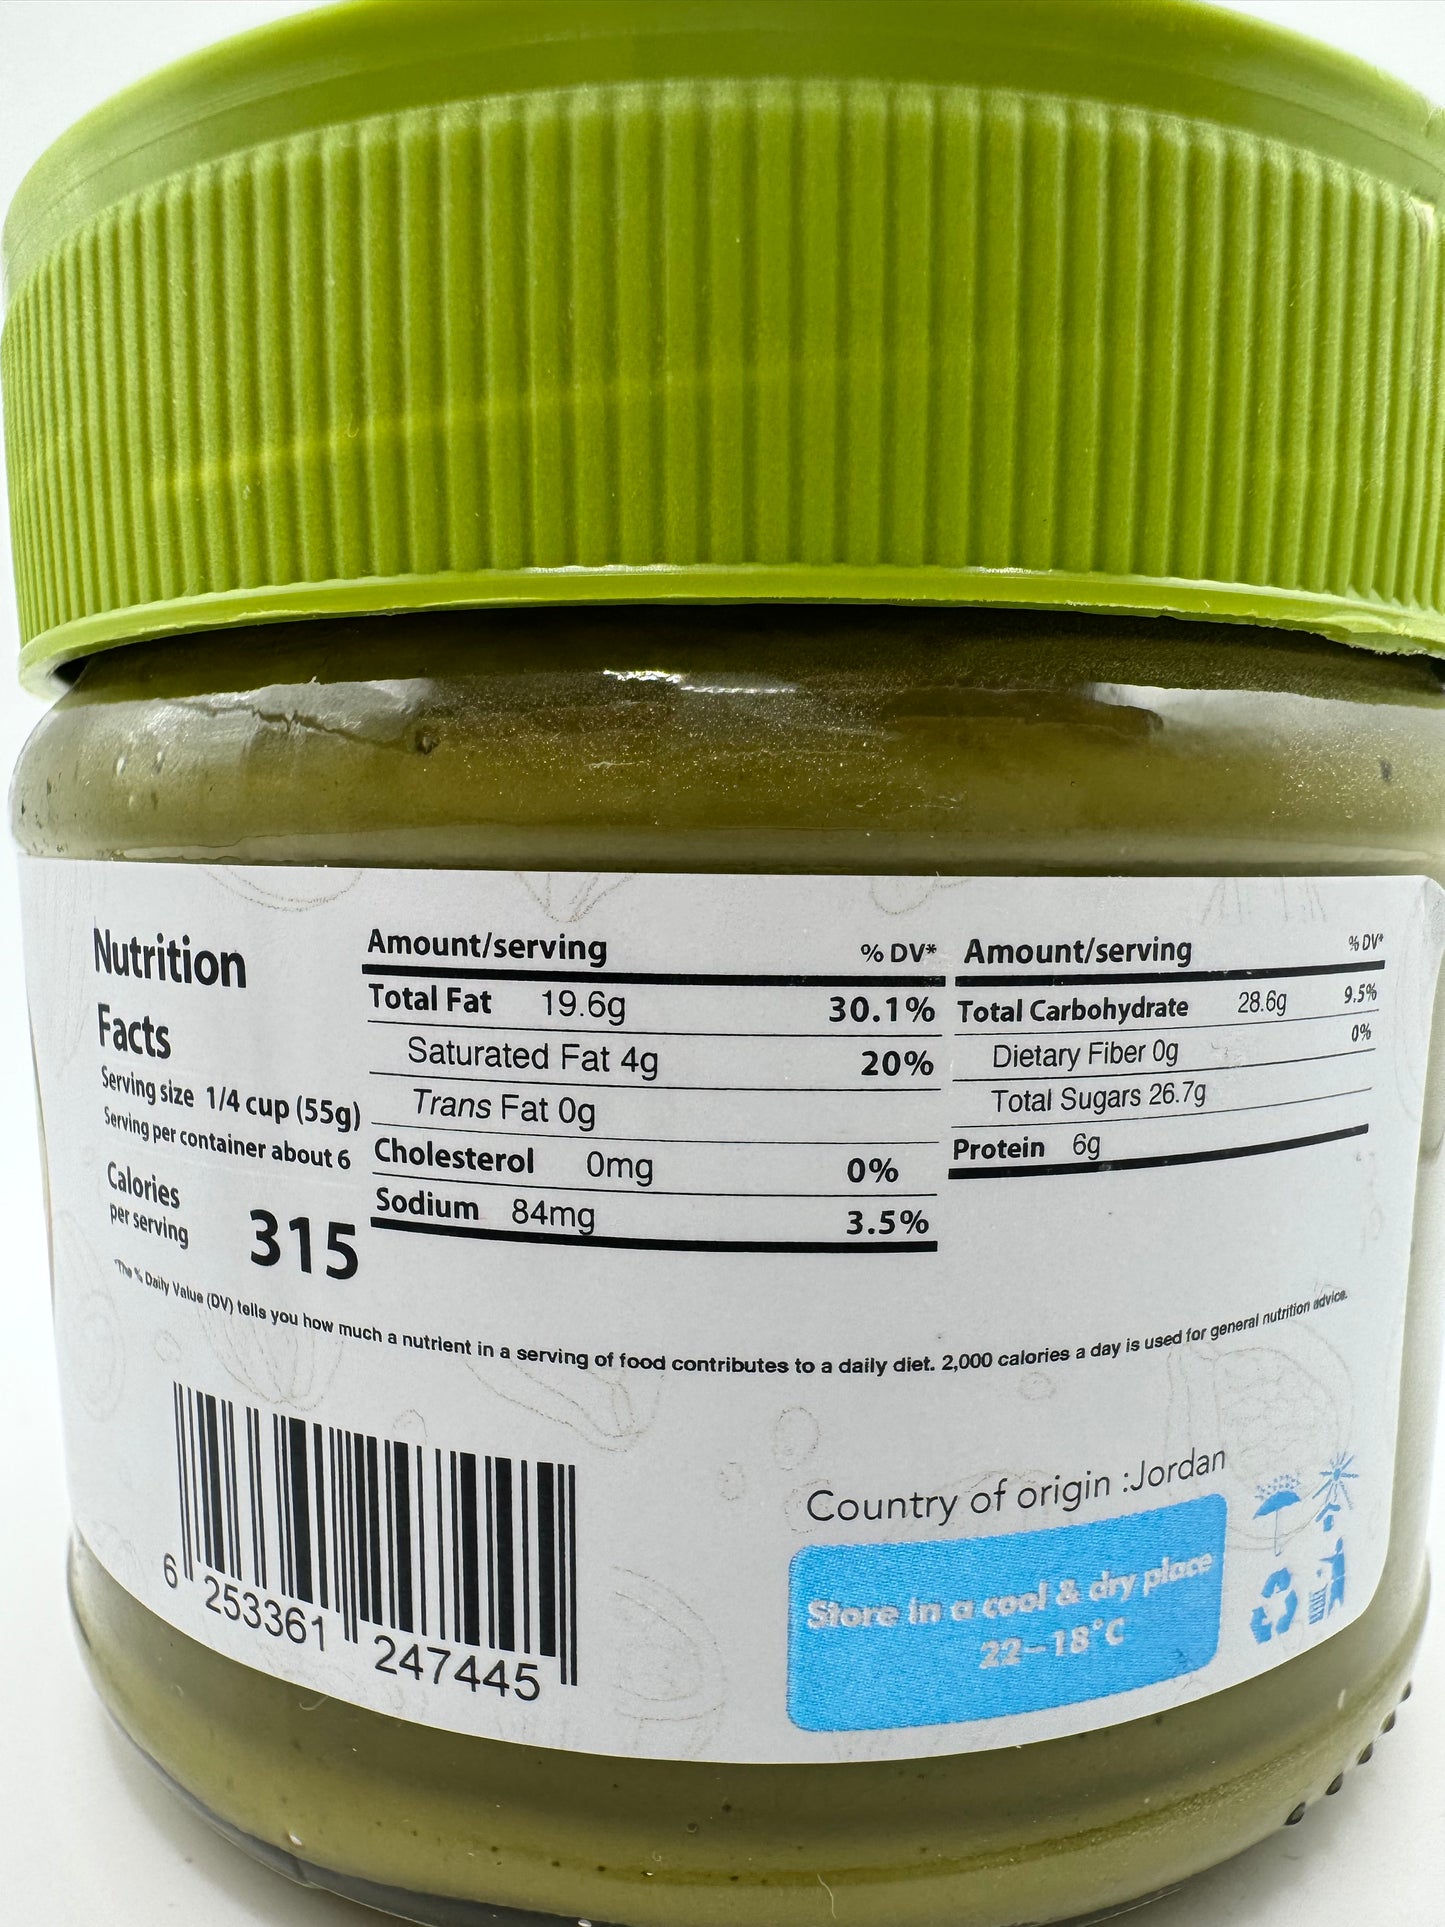 Nutrition
Facts
Serving size 1/4 cup (55g)
Serving per container about 6
Calories
per serving 315
Amount/serving % DV*
Total Fat 19.6g 30.1%
Saturated Fat 4g 20%
Trans Fat 0g
Cholesterol 0mg 0%
Sodium 84mg 3.5%
Amount/serving % DV*
Total Carbohydrate 28.6g 9.5%
Dietary Fiber 0g 0%
Total Sugars 26.7g
Protein 6g
*The % Daily Value (DV) tells you how much a nutrient in a serving of food contributes to a daily diet. 2,000 calories a day is used for general nutrition advice.
6 253361 247445
Country of origin :Jordan
Store in a cool & dry place
22–18°C